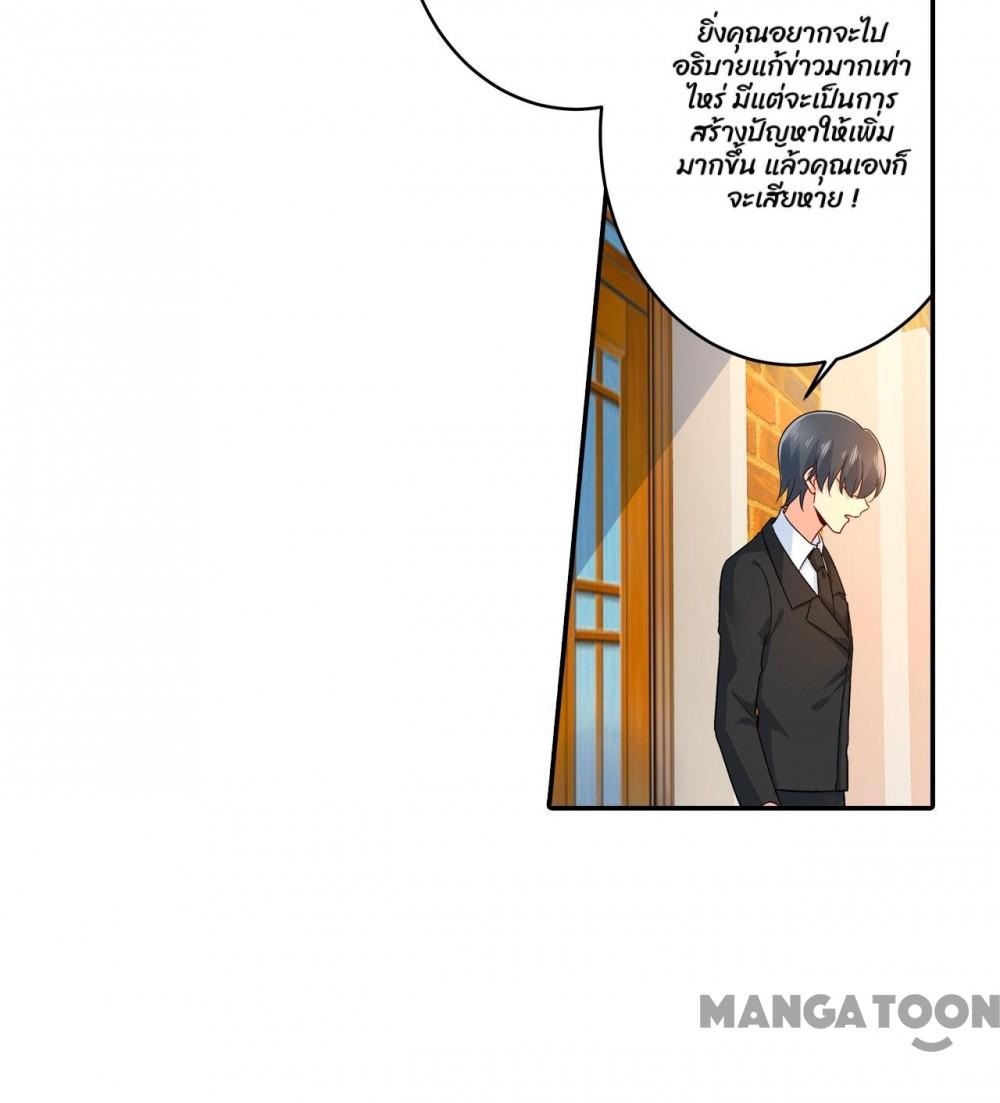 ยิ่งคุณอยากจะไป
อธิบายแก้ข่าวมากเท่า
ไหร่ มีแต่จะเป็นการ
สร้างปัญหาให้เพิ่ม
มากขึ้น แล้วคุณเองก็
จะเสียหาย !
MANGA TOON